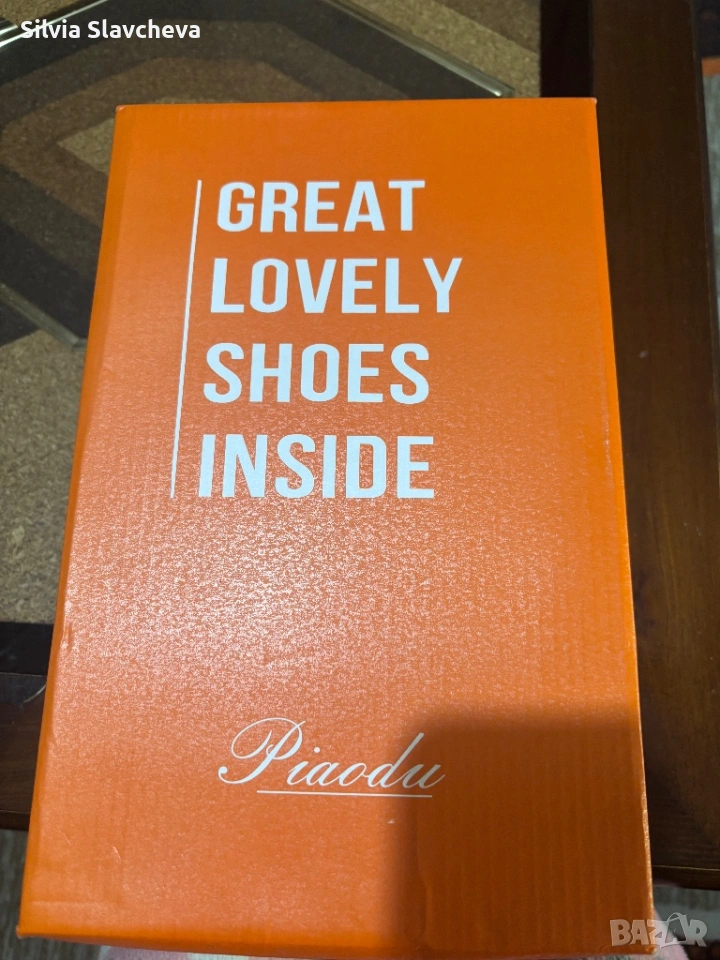 Silvia Slavcheva
GREAT
LOVELY
SHOES
INSIDE
Piaodu
BAZAR